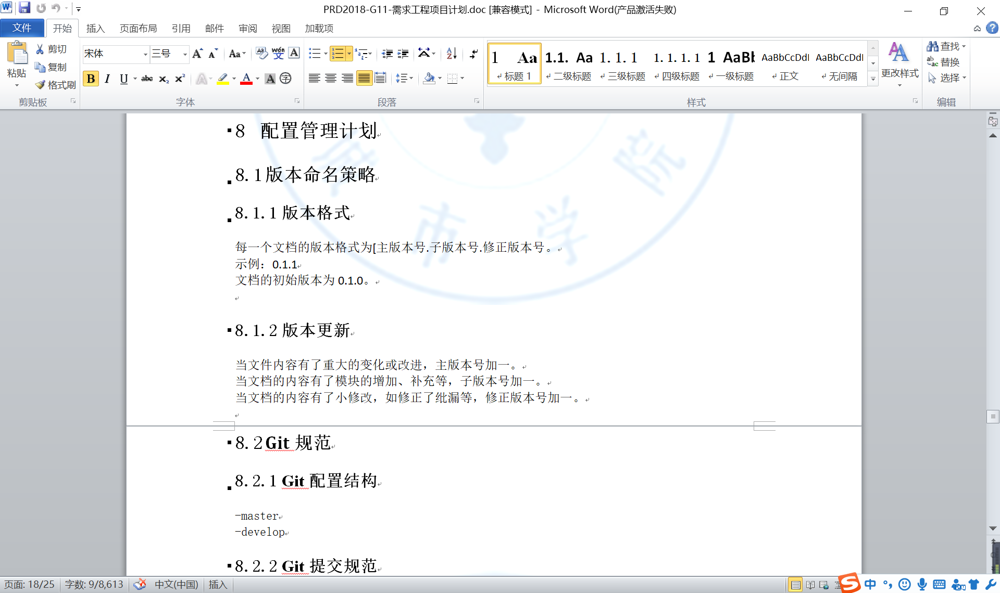 PRD2018-G11-需求工程项目计划.doc [兼容模式] - Microsoft Word(产品激活失败)
文件 开始 插入 页面布局 引用 邮件 审阅 视图 加载项
粘贴 剪切 复制 格式刷 剪贴板
宋体 三号 Aa wén 文 A
B I U abc x₂ x² A A A 字 字体
段落
1 Aa 1.1. Aa 1. 1. 1 1. 1. 1. 1 1 AaBb AaBbCcDdI AaBbCcDdI
标题 1 二级标题 三级标题 四级标题 一级标题 正文 无间隔
样式 更改样式
查找 替换 选择 编辑
8 配置管理计划
8.1版本命名策略
8.1.1 版本格式
每一个文档的版本格式为[主版本号.子版本号.修正版本号。
示例：0.1.1
文档的初始版本为 0.1.0。
8.1.2 版本更新
当文件内容有了重大的变化或改进，主版本号加一。
当文档的内容有了模块的增加、补充等，子版本号加一。
当文档的内容有了小修改，如修正了纰漏等，修正版本号加一。
8.2Git 规范
8.2.1 Git 配置结构
-master
-develop
8.2.2 Git 提交规范
市 学 院
页面: 18/25 字数: 9/8,613 中文(中国) 插入
中